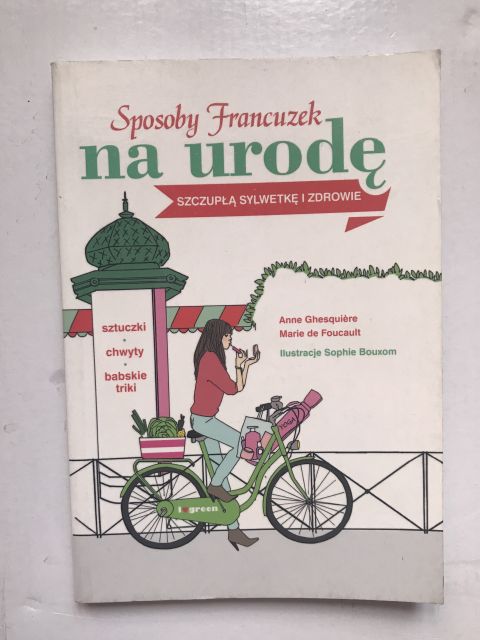 Sposoby Francuzek
na urodę
SZCZUPŁĄ SYLWETKĘ I ZDROWIE
Anne Ghesquière
Marie de Foucault
Ilustracje Sophie Bouxom
sztuczki
•
chwyty
•
babskie
triki
YOGA
I ♥ green